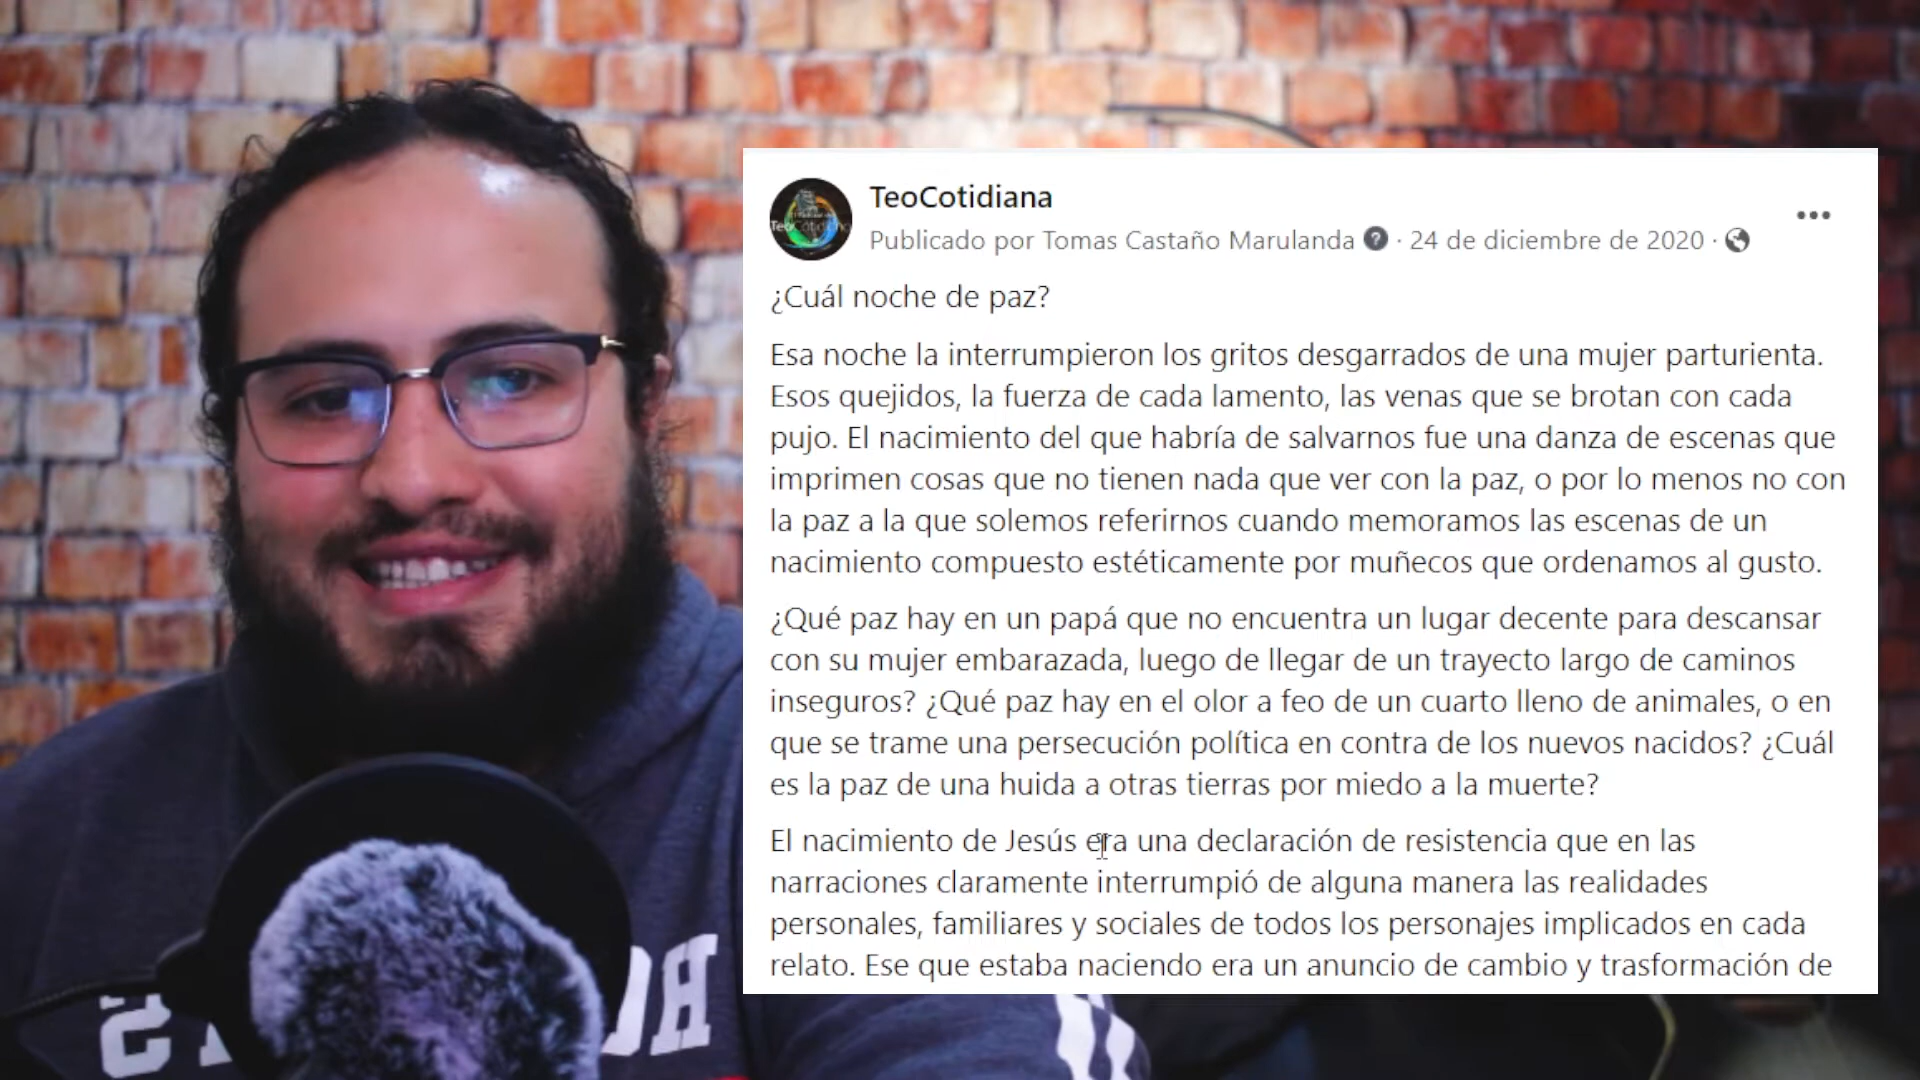 TeoCotidiana
Publicado por Tomas Castaño Marulanda · 24 de diciembre de 2020 ·
¿Cuál noche de paz?
Esa noche la interrumpieron los gritos desgarrados de una mujer parturienta.
Esos quejidos, la fuerza de cada lamento, las venas que se brotan con cada
pujo. El nacimiento del que habría de salvarnos fue una danza de escenas que
imprimen cosas que no tienen nada que ver con la paz, o por lo menos no con
la paz a la que solemos referirnos cuando memoramos las escenas de un
nacimiento compuesto estéticamente por muñecos que ordenamos al gusto.
¿Qué paz hay en un papá que no encuentra un lugar decente para descansar
con su mujer embarazada, luego de llegar de un trayecto largo de caminos
inseguros? ¿Qué paz hay en el olor a feo de un cuarto lleno de animales, o en
que se trame una persecución política en contra de los nuevos nacidos? ¿Cuál
es la paz de una huida a otras tierras por miedo a la muerte?
El nacimiento de Jesús era una declaración de resistencia que en las
narraciones claramente interrumpió de alguna manera las realidades
personales, familiares y sociales de todos los personajes implicados en cada
relato. Ese que estaba naciendo era un anuncio de cambio y trasformación de